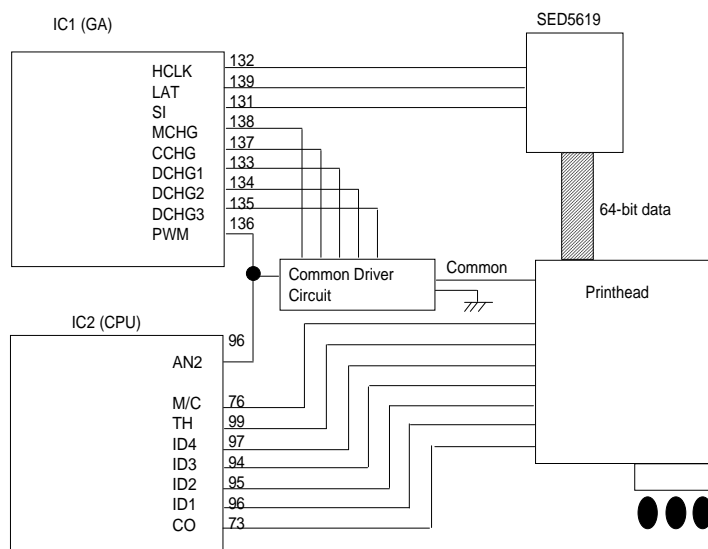 IC1 (GA)
SED5619
HCLK 132
LAT 139
SI 131
MCHG 138
CCHG 137
DCHG1 133
DCHG2 134
DCHG3 135
PWM 136
64-bit data
Common Driver
Circuit
Common
Printhead
IC2 (CPU)
96
AN2
M/C 76
TH 99
ID4 97
ID3 94
ID2 95
ID1 96
CO 73